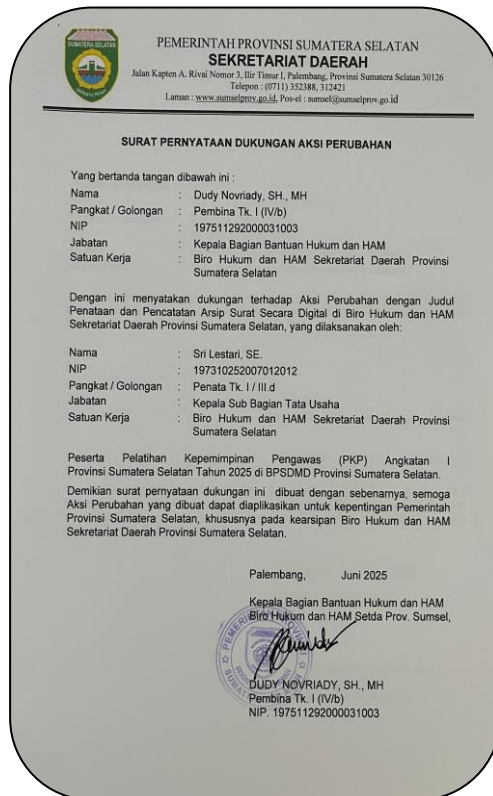 SUMATERA SELATAN
PEMERINTAH PROVINSI SUMATERA SELATAN
SEKRETARIAT DAERAH
Jalan Kapten A. Rivai Nomor 3, Ilir Timur I, Palembang, Provinsi Sumatera Selatan 30126
Telepon : (0711) 352388, 312421
Laman : www.sumselprov.go.id, Pos-el : sumsel@sumselprov.go.id
SURAT PERNYATAAN DUKUNGAN AKSI PERUBAHAN
Yang bertanda tangan dibawah ini :
Nama : Dudy Novriady, SH., MH
Pangkat / Golongan : Pembina Tk. I (IV/b)
NIP : 197511292000031003
Jabatan : Kepala Bagian Bantuan Hukum dan HAM
Satuan Kerja : Biro Hukum dan HAM Sekretariat Daerah Provinsi
Sumatera Selatan
Dengan ini menyatakan dukungan terhadap Aksi Perubahan dengan Judul
Penataan dan Pencatatan Arsip Surat Secara Digital di Biro Hukum dan HAM
Sekretariat Daerah Provinsi Sumatera Selatan, yang dilaksanakan oleh:
Nama : Sri Lestari, SE.
NIP : 197310252007012012
Pangkat / Golongan : Penata Tk. I / III.d
Jabatan : Kepala Sub Bagian Tata Usaha
Satuan Kerja : Biro Hukum dan HAM Sekretariat Daerah Provinsi
Sumatera Selatan
Peserta Pelatihan Kepemimpinan Pengawas (PKP) Angkatan I
Provinsi Sumatera Selatan Tahun 2025 di BPSDMD Provinsi Sumatera Selatan.
Demikian surat pernyataan dukungan ini dibuat dengan sebenarnya, semoga
Aksi Perubahan yang dibuat dapat diaplikasikan untuk kepentingan Pemerintah
Provinsi Sumatera Selatan, khususnya pada kearsipan Biro Hukum dan HAM
Sekretariat Daerah Provinsi Sumatera Selatan.
Palembang, Juni 2025
Kepala Bagian Bantuan Hukum dan HAM
Biro Hukum dan HAM Setda Prov. Sumsel,
DUDY NOVRIADY, SH., MH
Pembina Tk. I (IV/b)
NIP. 197511292000031003